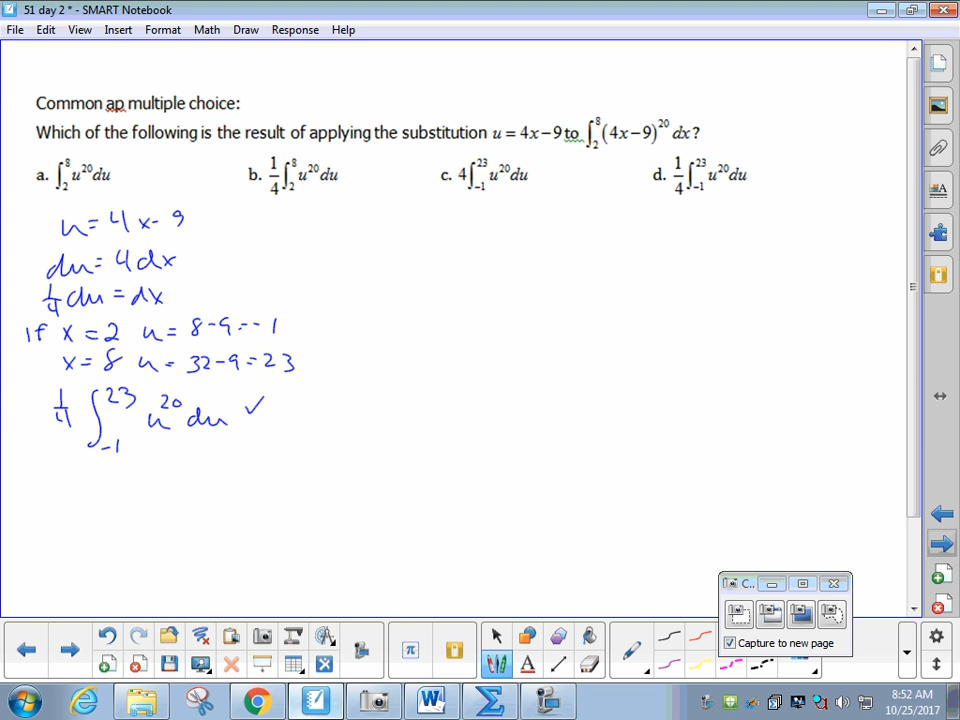 51 day 2 * - SMART Notebook
File Edit View Insert Format Math Draw Response Help
Common ap multiple choice:
Which of the following is the result of applying the substitution u = 4x − 9 to ∫₂⁸ (4x − 9)²⁰ dx?
a. ∫₂⁸ u²⁰ du b. 1/4 ∫₂⁸ u²⁰ du c. 4 ∫₋₁²³ u²⁰ du d. 1/4 ∫₋₁²³ u²⁰ du
u = 4x - 9
du = 4dx
1/4 du = dx
if x = 2 u = 8-9 = -1
x = 8 u = 32-9 = 23
1/4 ∫₋₁²³ u²⁰ du ✓
C..
Capture to new page
π
A
W
Σ
8:52 AM
10/25/2017